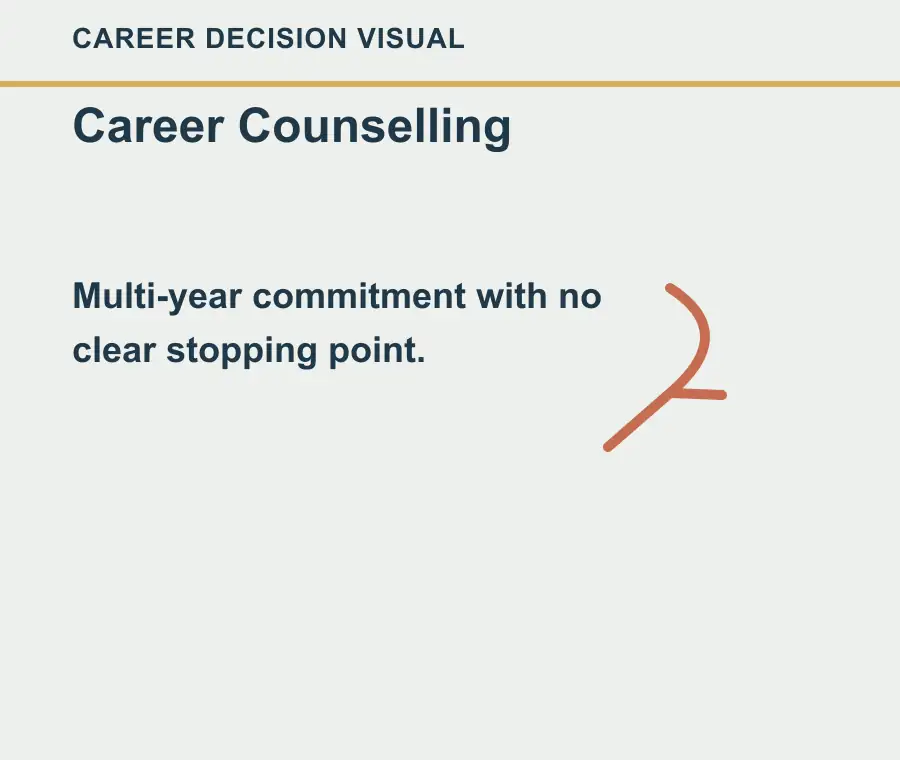 CAREER DECISION VISUAL
Career Counselling
Multi-year commitment with no
clear stopping point.